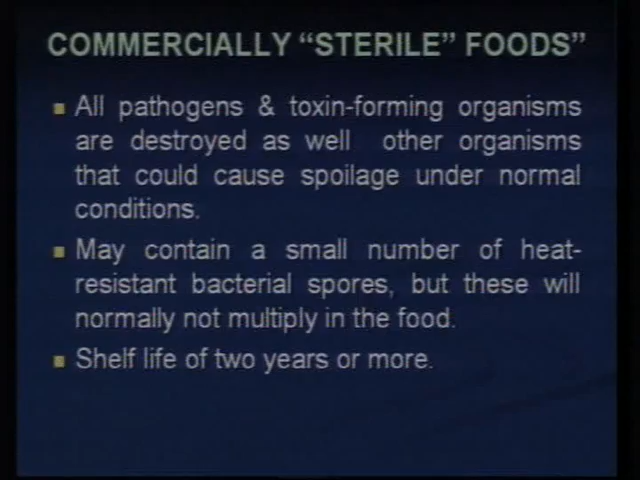 COMMERCIALLY “STERILE” FOODS”
All pathogens & toxin-forming organisms
are destroyed as well other organisms
that could cause spoilage under normal
conditions.
May contain a small number of heat-
resistant bacterial spores, but these will
normally not multiply in the food.
Shelf life of two years or more.